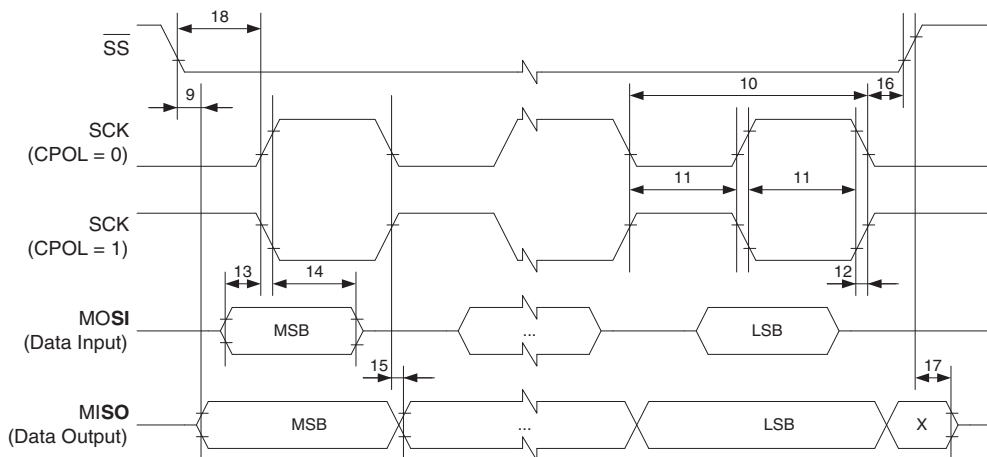 18
SS
9
10
16
SCK
(CPOL = 0)
11
11
SCK
(CPOL = 1)
13
14
12
MOSI
(Data Input)
MSB
...
LSB
15
17
MISO
(Data Output)
MSB
...
LSB
X